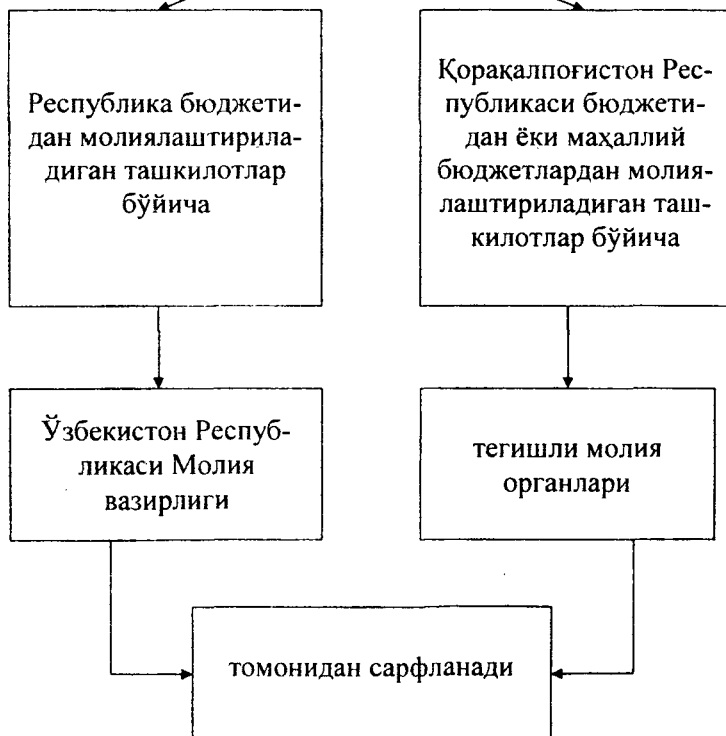 Республика бюджети-
дан молиялаштирила-
диган ташкилотлар
бўйича
Қорақалпоғистон Рес-
публикаси бюджети-
дан ёки маҳаллий
бюджетлардан молия-
лаштириладиган таш-
килотлар бўйича
Ўзбекистон Респуб-
ликаси Молия
вазирлиги
тегишли молия
органлари
томонидан сарфланади